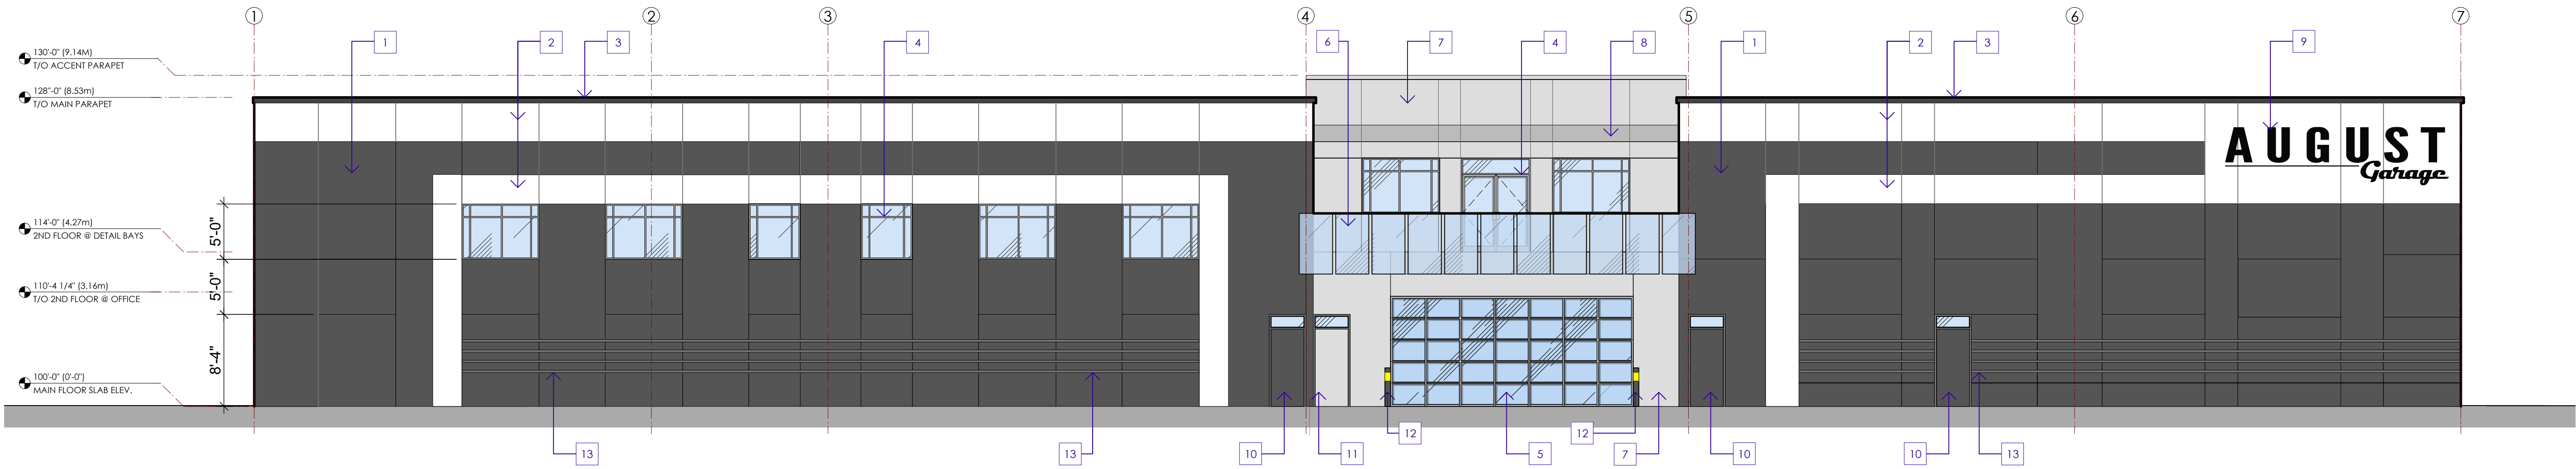 1 2 3 4 5 6 7
1 2 3 4 6 7 4 8 1 2 3 9
130'-0" (9.14M)
T/O ACCENT PARAPET
128"-0" (8.53m)
T/O MAIN PARAPET
AUGUST
Garage
114'-0" (4.27m)
2ND FLOOR @ DETAIL BAYS
5'-0"
110'-4 1/4" (3.16m)
T/O 2ND FLOOR @ OFFICE
5'-0"
8'-4"
100'-0" (0'-0")
MAIN FLOOR SLAB ELEV.
12 12
13 13 10 11 5 7 10 10 13